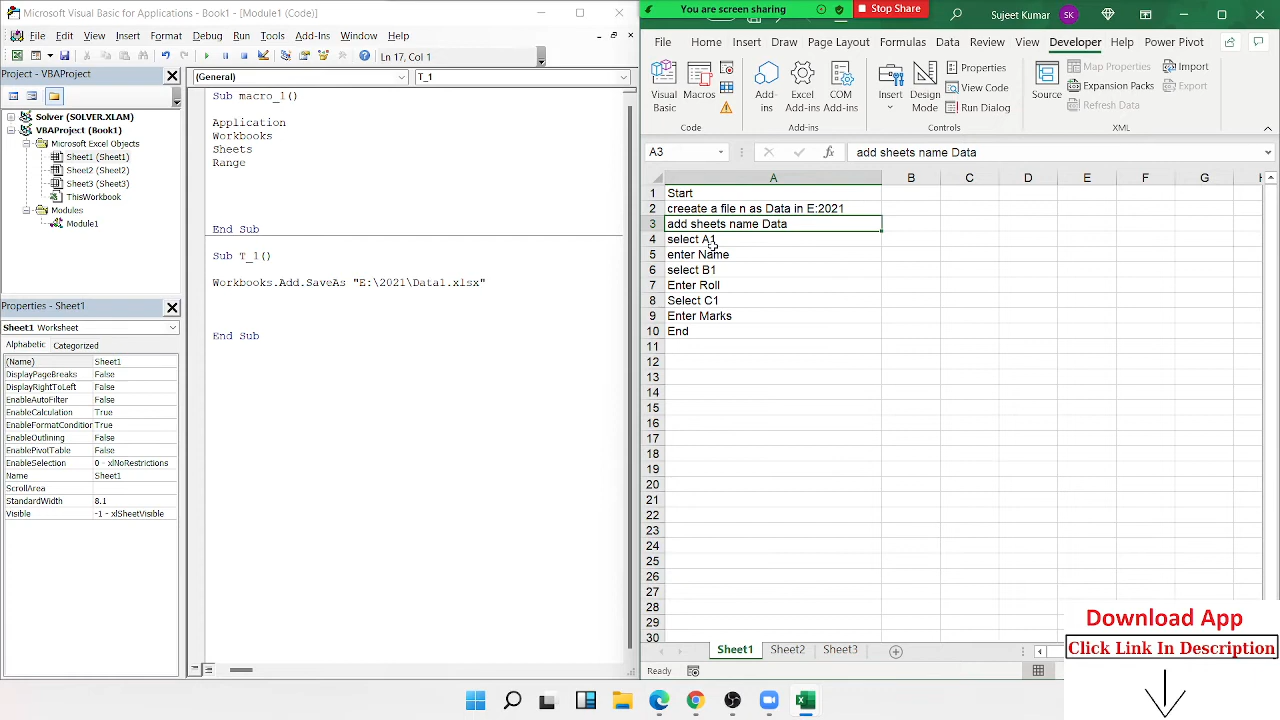 Microsoft Visual Basic for Applications - Book1 - [Module1 (Code)]
You are screen sharing
Stop Share
Sujeet Kumar
SK
File Edit View Insert Format Debug Run Tools Add-Ins Window Help
File Home Insert Draw Page Layout Formulas Data Review View Developer Help Power Pivot
Ln 17, Col 1
Project - VBAProject
(General)
T_1
Visual Basic
Macros
Code
Add-ins
Excel Add-ins
COM Add-ins
Add-ins
Insert
Design Mode
Properties
View Code
Run Dialog
Controls
Source
Map Properties
Expansion Packs
Refresh Data
Import
Export
XML
Solver (SOLVER.XLAM)
VBAProject (Book1)
Microsoft Excel Objects
Sheet1 (Sheet1)
Sheet2 (Sheet2)
Sheet3 (Sheet3)
ThisWorkbook
Modules
Module1
Sub macro_1()
Application
Workbooks
Sheets
Range
End Sub
Sub T_1()
Workbooks.Add.SaveAs "E:\2021\Data1.xlsx"
End Sub
Properties - Sheet1
Sheet1 Worksheet
Alphabetic Categorized
(Name) Sheet1
DisplayPageBreaks False
DisplayRightToLeft False
EnableAutoFilter False
EnableCalculation True
EnableFormatCondition True
EnableOutlining False
EnablePivotTable False
EnableSelection 0 - xlNoRestrictions
Name Sheet1
ScrollArea
StandardWidth 8.1
Visible -1 - xlSheetVisible
A3
fx
add sheets name Data
A B C D E F G H
1 Start
2 creeate a file n as Data in E:2021
3 add sheets name Data
4 select A1
5 enter Name
6 select B1
7 Enter Roll
8 Select C1
9 Enter Marks
10 End
11
12
13
14
15
16
17
18
19
20
21
22
23
24
25
26
27
28
29
30
Sheet1 Sheet2 Sheet3
Ready
Download App
Click Link In Description